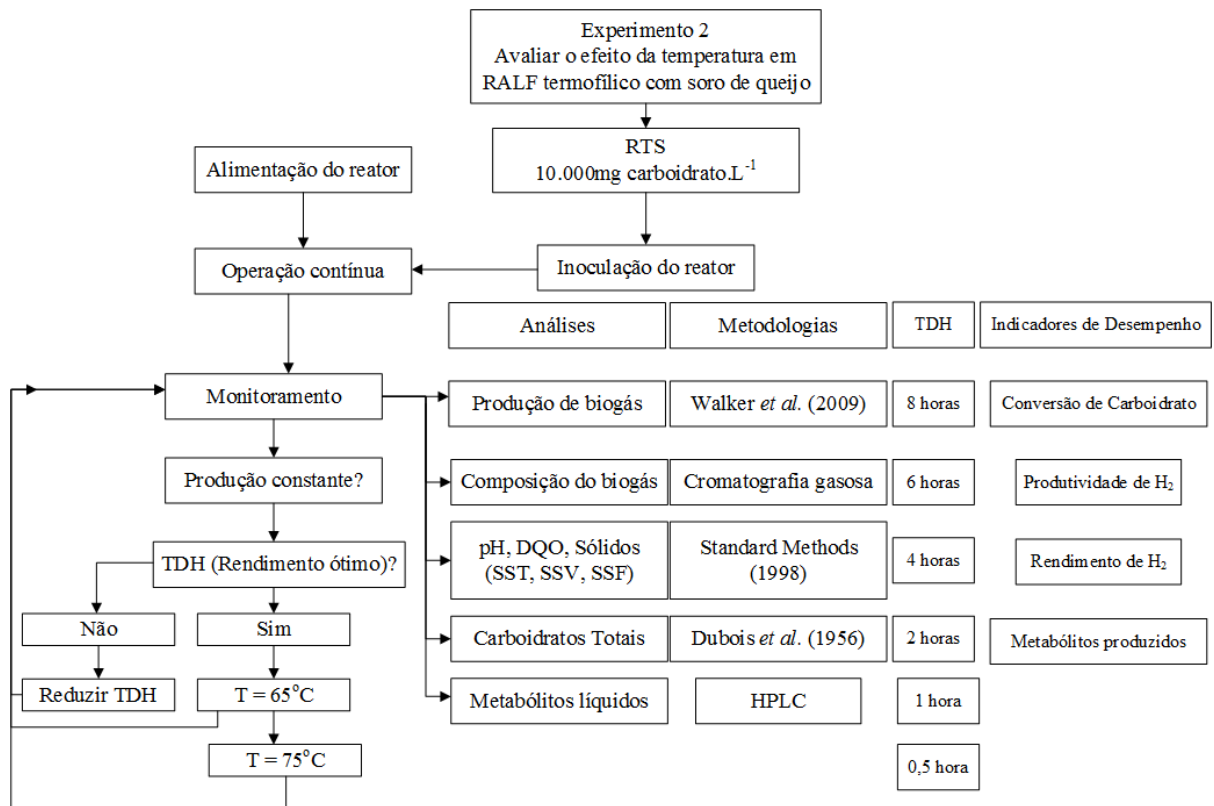 Experimento 2
Avaliar o efeito da temperatura em
RALF termofílico com soro de queijo
RTS
10.000mg carboidrato.L⁻¹
Alimentação do reator
Operação contínua
Inoculação do reator
Análises
Metodologias
TDH
Indicadores de Desempenho
Monitoramento
Produção de biogás
Walker et al. (2009)
8 horas
Conversão de Carboidrato
Produção constante?
Composição do biogás
Cromatografia gasosa
6 horas
Produtividade de H₂
TDH (Rendimento ótimo)?
pH, DQO, Sólidos
(SST, SSV, SSF)
Standard Methods
(1998)
4 horas
Rendimento de H₂
Não
Sim
Carboidratos Totais
Dubois et al. (1956)
2 horas
Metabólitos produzidos
Reduzir TDH
T = 65°C
Metabólitos líquidos
HPLC
1 hora
T = 75°C
0,5 hora